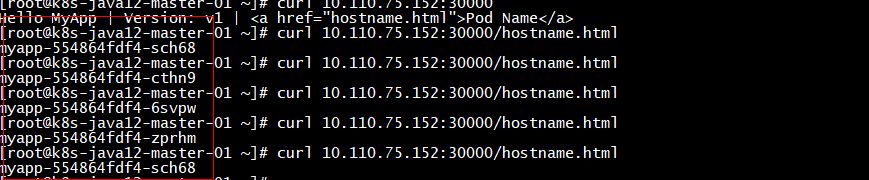 [root@k8s-java12-master-01 ~]# curl 10.110.75.152:30000
Hello MyApp | Version: v1 | <a href="hostname.html">Pod Name</a>
[root@k8s-java12-master-01 ~]# curl 10.110.75.152:30000/hostname.html
myapp-554864fdf4-sch68
[root@k8s-java12-master-01 ~]# curl 10.110.75.152:30000/hostname.html
myapp-554864fdf4-cthn9
[root@k8s-java12-master-01 ~]# curl 10.110.75.152:30000/hostname.html
myapp-554864fdf4-6svpw
[root@k8s-java12-master-01 ~]# curl 10.110.75.152:30000/hostname.html
myapp-554864fdf4-zprhm
[root@k8s-java12-master-01 ~]# curl 10.110.75.152:30000/hostname.html
myapp-554864fdf4-sch68